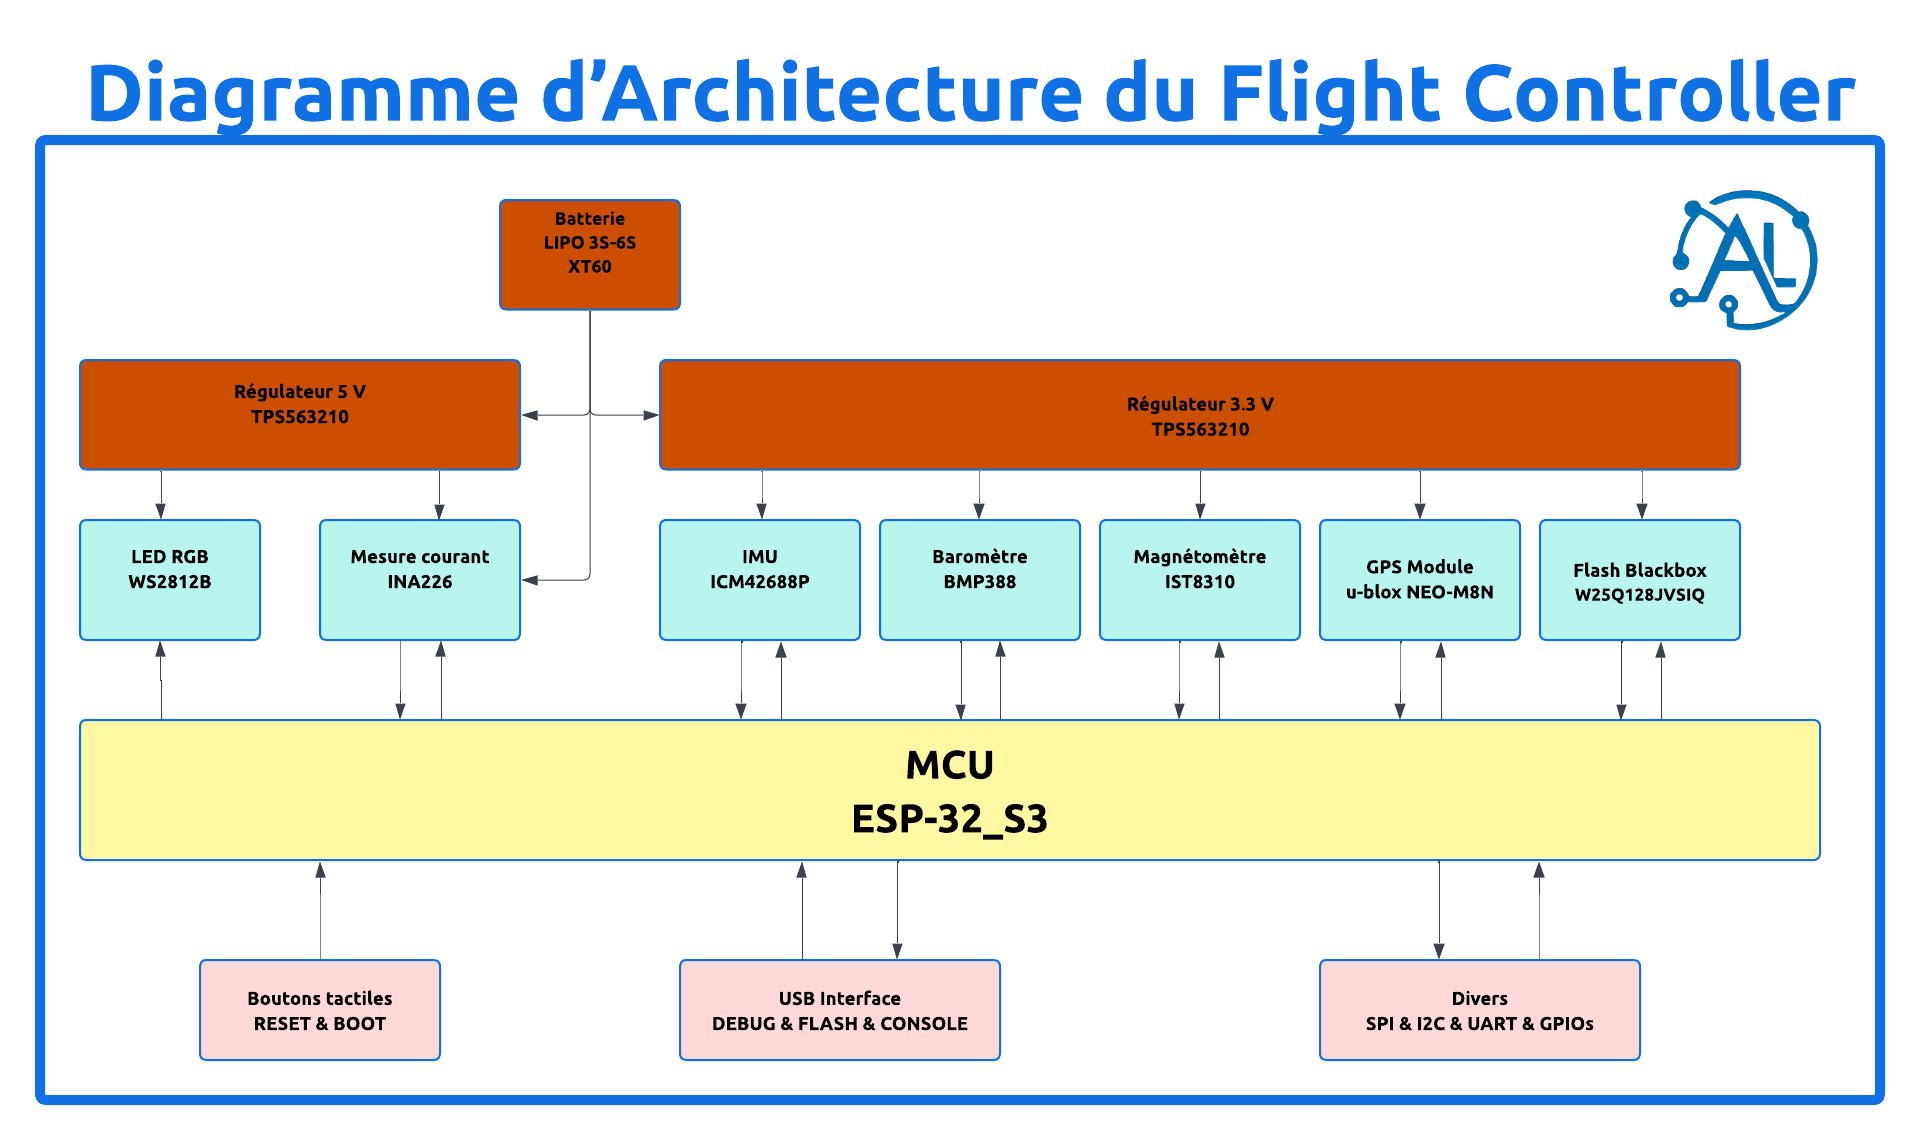 Diagramme d’Architecture du Flight Controller
AL
Batterie
LIPO 3S-6S
XT60
Régulateur 5 V
TPS563210
Régulateur 3.3 V
TPS563210
LED RGB
WS2812B
Mesure courant
INA226
IMU
ICM42688P
Baromètre
BMP388
Magnétomètre
IST8310
GPS Module
u-blox NEO-M8N
Flash Blackbox
W25Q128JVSIQ
MCU
ESP-32_S3
Boutons tactiles
RESET & BOOT
USB Interface
DEBUG & FLASH & CONSOLE
Divers
SPI & I2C & UART & GPIOs